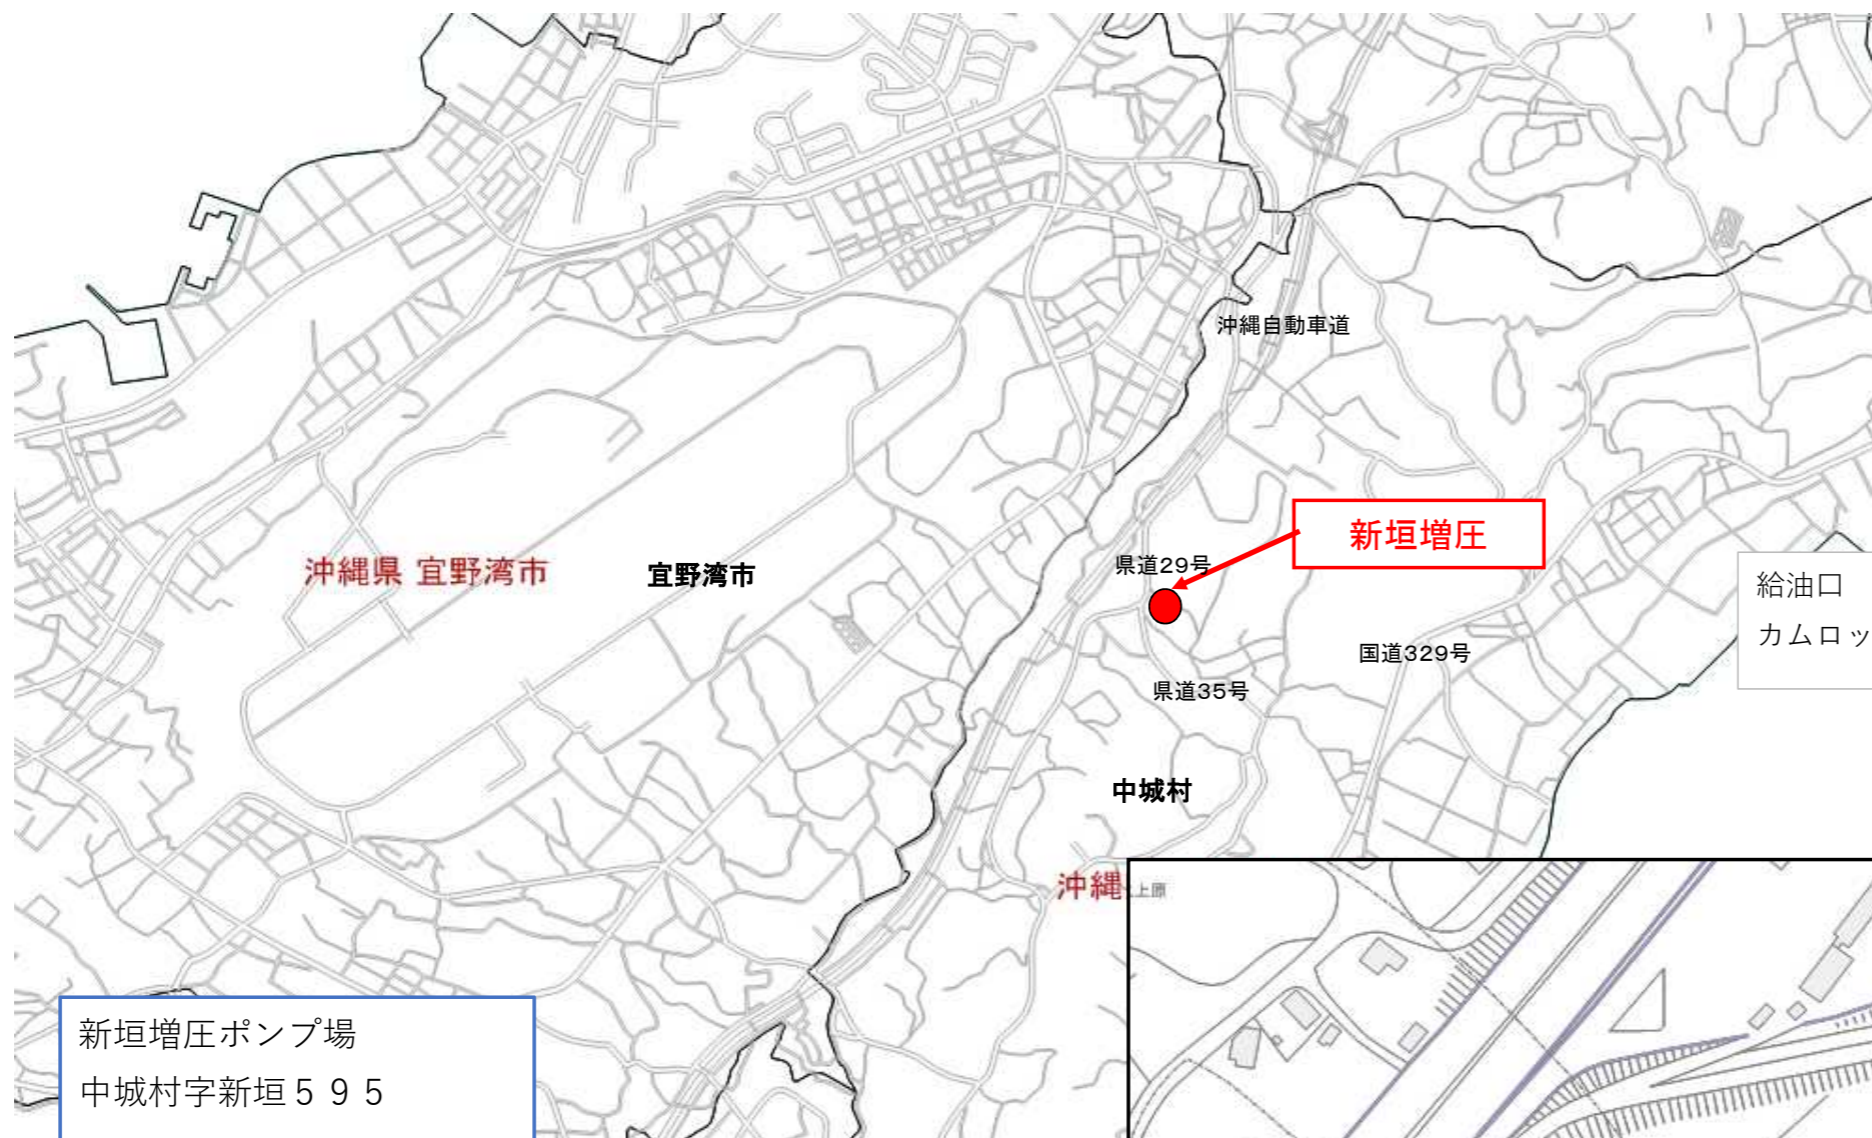 沖縄自動車道
新垣増圧
県道29号
沖縄県 宜野湾市
宜野湾市
給油口
カムロッ
国道329号
県道35号
中城村
沖縄
上原
新垣増圧ポンプ場
中城村字新垣５９５